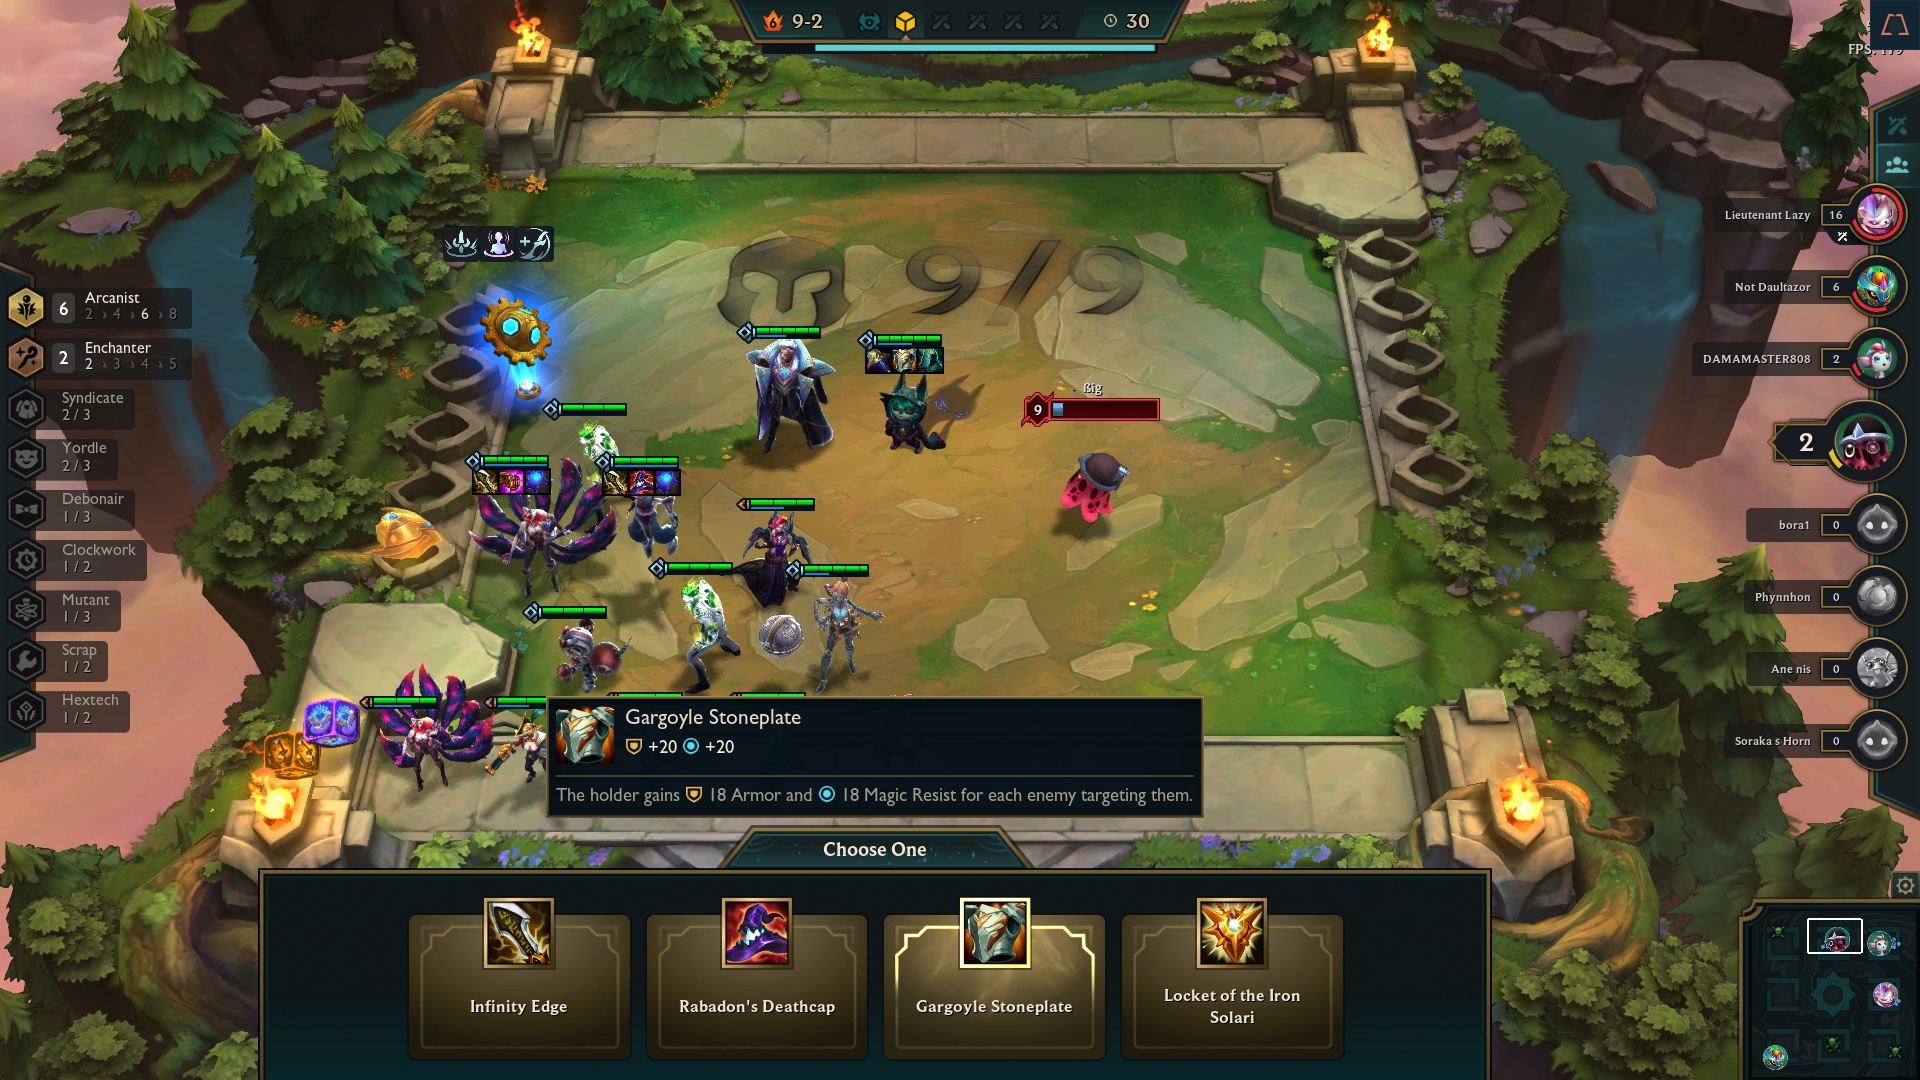 9-2
30
FPS: 179
9/9
6
Arcanist
2 › 4 › 6 › 8
2
Enchanter
2 › 3 › 4 › 5
Syndicate
2 / 3
Yordle
2 / 3
Debonair
1 / 3
Clockwork
1 / 2
Mutant
1 / 3
Scrap
1 / 2
Hextech
1 / 2
9
Lieutenant Lazy
16
Not Daultazor
6
DAMAMASTER808
2
2
bora1
0
Phynnhon
0
Ane nis
0
Soraka s Horn
0
Gargoyle Stoneplate
+20 +20
The holder gains 18 Armor and 18 Magic Resist for each enemy targeting them.
Choose One
Infinity Edge
Rabadon's Deathcap
Gargoyle Stoneplate
Locket of the Iron
Solari